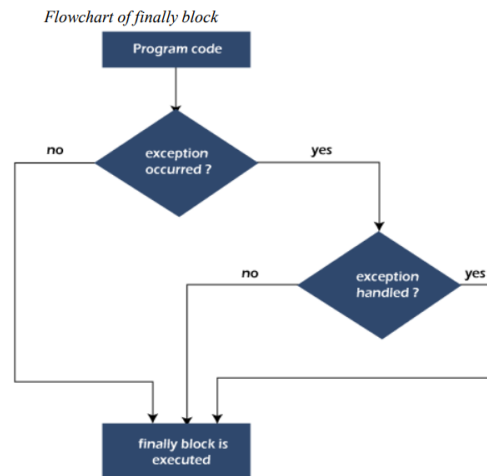 Flowchart of finally block
Program code
no
exception
occurred ?
yes
no
exception
handled ?
yes
finally block is
executed